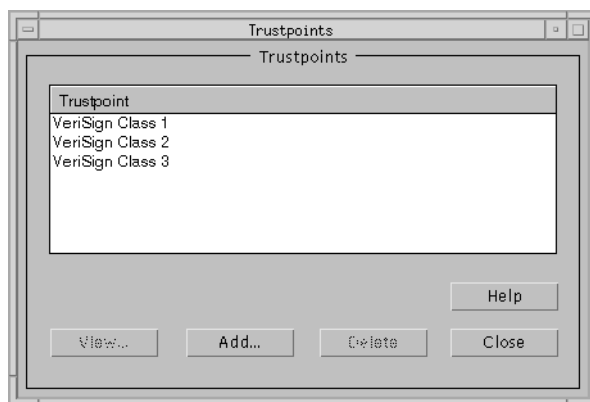 Trustpoints
Trustpoints
Trustpoint
VeriSign Class 1
VeriSign Class 2
VeriSign Class 3
Help
View... Add... Delete Close